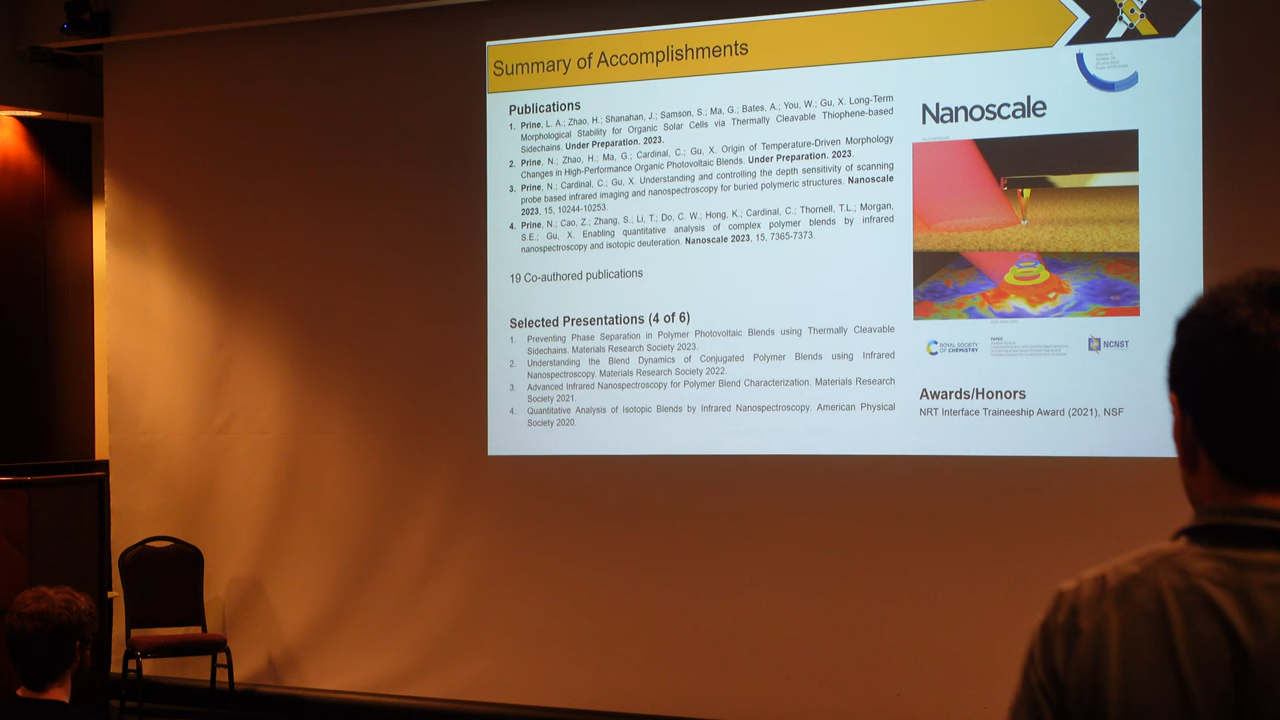 Summary of Accomplishments
Publications
1. Prine, L. A.; Zhao, H.; Shanahan, J.; Samson, S.; Ma, G.; Bates, A.; You, W.; Gu, X. Long-Term
Morphological Stability for Organic Solar Cells via Thermally Cleavable Thiophene-based
Sidechains. Under Preparation. 2023.
2. Prine, N.; Zhao, H.; Ma, G.; Cardinal, C.; Gu, X. Origin of Temperature-Driven Morphology
Changes in High-Performance Organic Photovoltaic Blends. Under Preparation. 2023.
3. Prine, N.; Cardinal, C.; Gu, X. Understanding and controlling the depth sensitivity of scanning
probe based infrared imaging and nanospectroscopy for buried polymeric structures. Nanoscale
2023, 15, 10244-10253.
4. Prine, N.; Cao, Z.; Zhang, S.; Li, T.; Do, C. W.; Hong, K.; Cardinal, C.; Thornell, T.L.; Morgan,
S.E.; Gu, X. Enabling quantitative analysis of complex polymer blends by infrared
nanospectroscopy and isotopic deuteration. Nanoscale 2023, 15, 7365-7373.
19 Co-authored publications
Selected Presentations (4 of 6)
1. Preventing Phase Separation in Polymer Photovoltaic Blends using Thermally Cleavable
Sidechains. Materials Research Society 2023.
2. Understanding the Blend Dynamics of Conjugated Polymer Blends using Infrared
Nanospectroscopy. Materials Research Society 2022.
3. Advanced Infrared Nanospectroscopy for Polymer Blend Characterization. Materials Research
Society 2021.
4. Quantitative Analysis of Isotopic Blends by Infrared Nanospectroscopy. American Physical
Society 2020.
Nanoscale
ROYAL SOCIETY
OF CHEMISTRY
PAPER
NCNST
Awards/Honors
NRT Interface Traineeship Award (2021), NSF